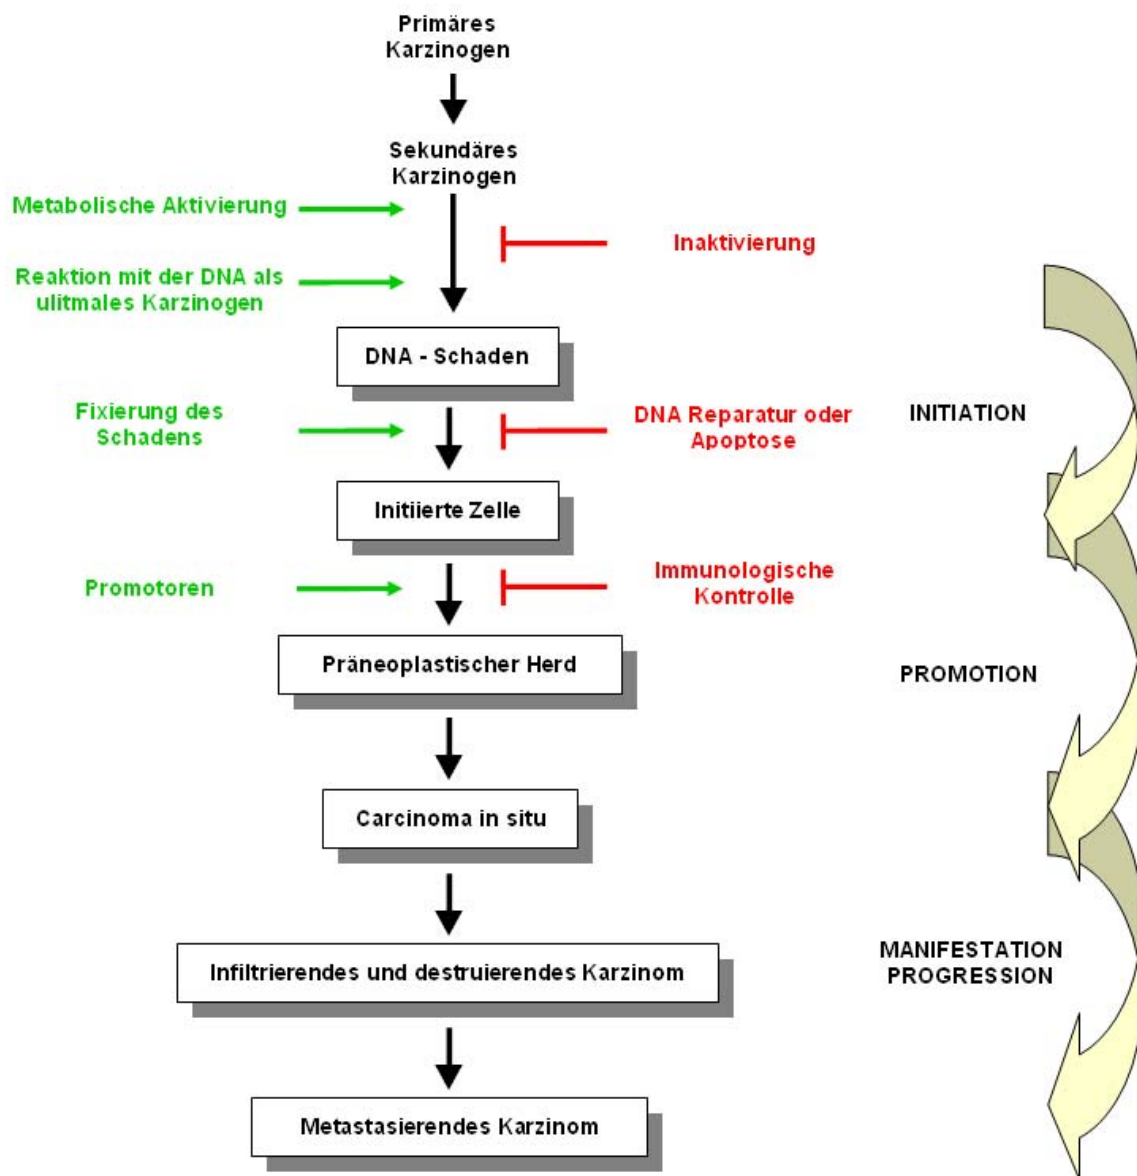 Primäres
Karzinogen
Sekundäres
Karzinogen
Metabolische Aktivierung
Inaktivierung
Reaktion mit der DNA als
ulitmales Karzinogen
DNA - Schaden
Fixierung des
Schadens
DNA Reparatur oder
Apoptose
INITIATION
Initiierte Zelle
Promotoren
Immunologische
Kontrolle
Präneoplastischer Herd
PROMOTION
Carcinoma in situ
Infiltrierendes und destruierendes Karzinom
MANIFESTATION
PROGRESSION
Metastasierendes Karzinom